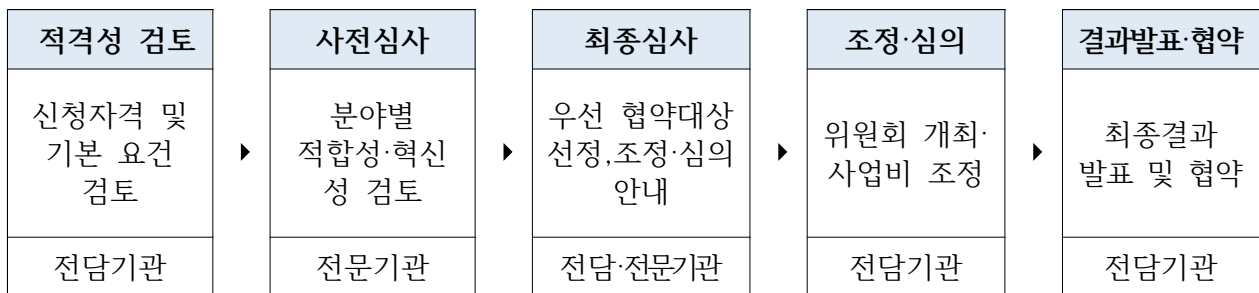 적격성 검토
신청자격 및
기본 요건
검토
전담기관
사전심사
분야별
적합성·혁신
성 검토
전문기관
최종심사
우선 협약대상
선정,조정·심의
안내
전담·전문기관
조정·심의
위원회 개최·
사업비 조정
전담기관
결과발표·협약
최종결과
발표 및 협약
전담기관